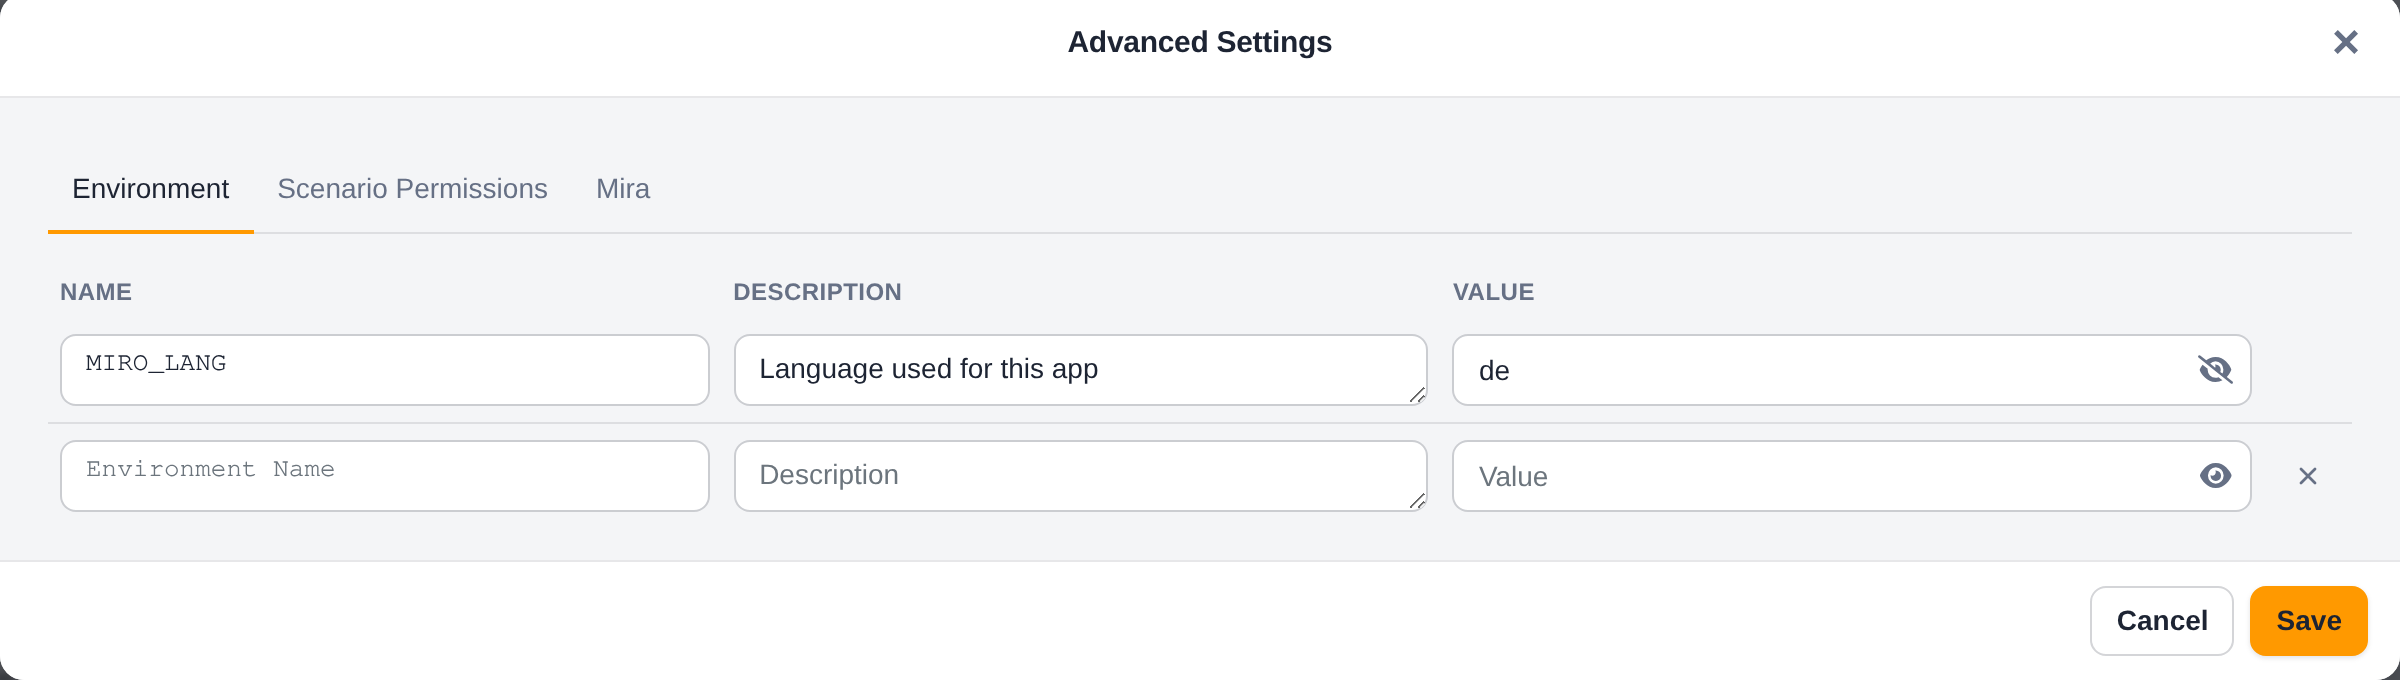 Advanced Settings
Environment Scenario Permissions Mira
NAME DESCRIPTION VALUE
MIRO_LANG Language used for this app de
Environment Name Description Value
Cancel Save